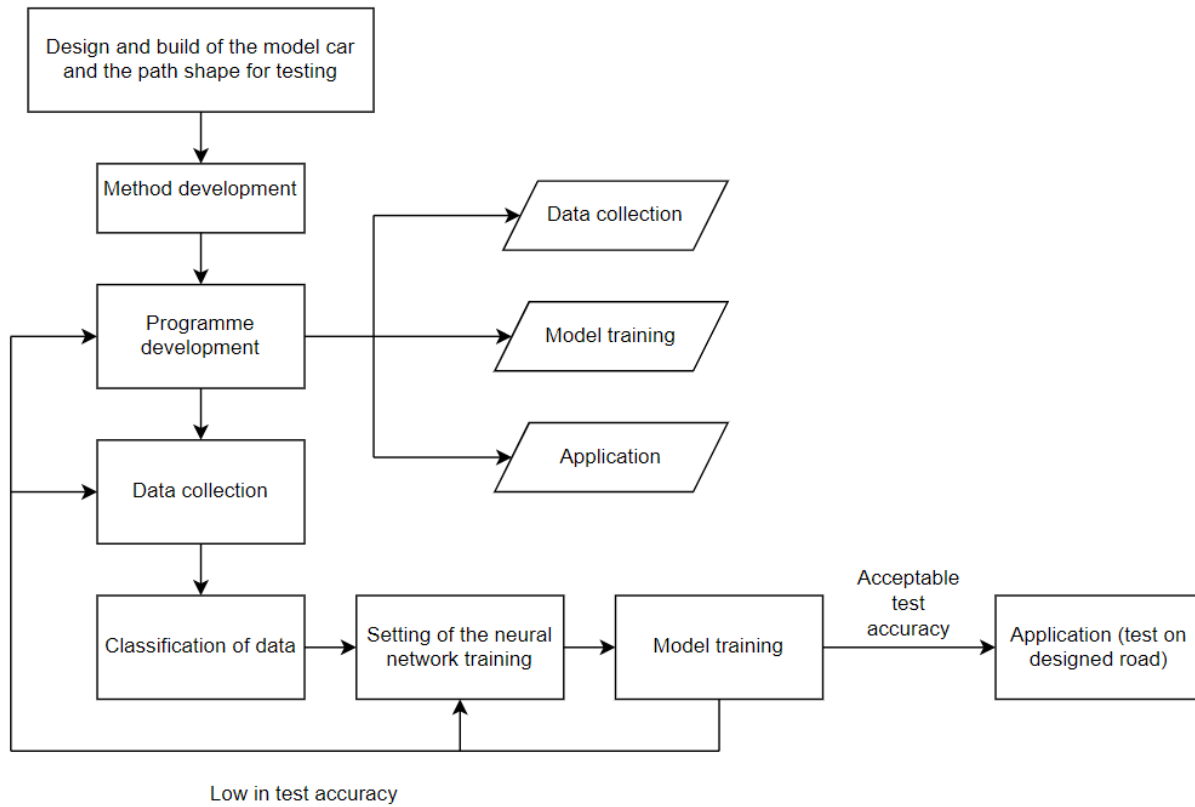 Design and build of the model car
and the path shape for testing
Method development
Data collection
Programme
development
Model training
Application
Data collection
Classification of data
Setting of the neural
network training
Model training
Acceptable
test
accuracy
Application (test on
designed road)
Low in test accuracy